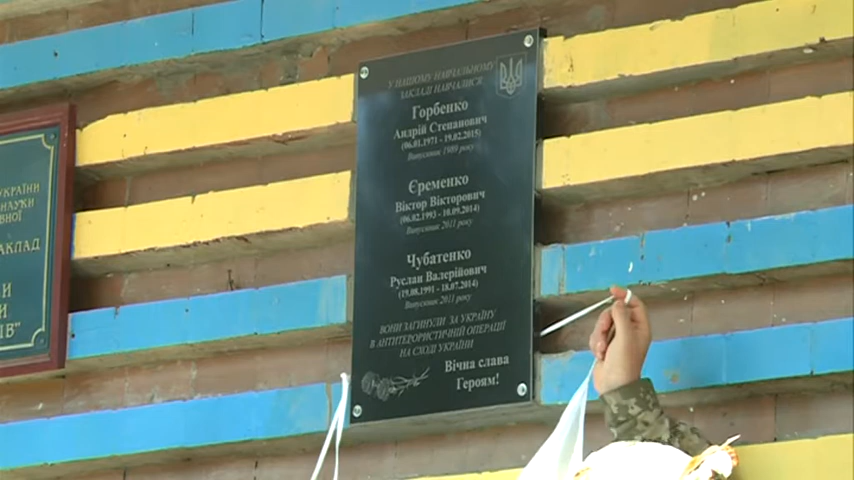 УКРАЇНИ
НАУКИ
ВНОЇ
ЗАКЛАД
У НАШОМУ НАВЧАЛЬНОМУ
ЗАКЛАДІ НАВЧАЛИСЯ
Горбенко
Андрій Степанович
(06.01.1971 - 19.02.2015)
Випускник 1989 року
Єременко
Віктор Вікторович
(06.02.1993 - 10.09.2014)
Випускник 2011 року
Чубатенко
Руслан Валерійович
(19.08.1991 - 18.07.2014)
Випускник 2011 року
ВОНИ ЗАГИНУЛИ ЗА УКРАЇНУ
В АНТИТЕРОРИСТИЧНІЙ ОПЕРАЦІЇ
НА СХОДІ УКРАЇНИ
Вічна слава
Героям!